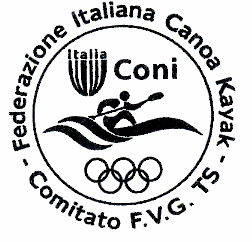 - Federazione Italiana Canoa Kayak -
italia
Coni
Comitato F.V.G. TS